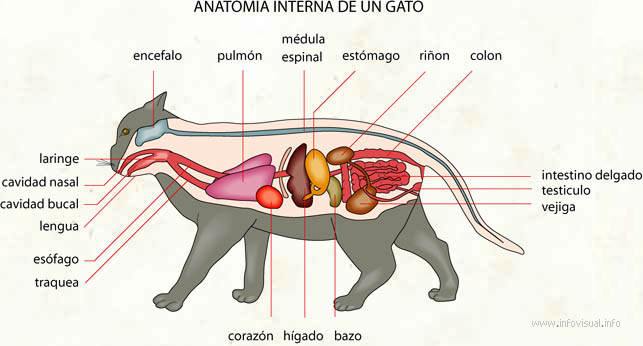 ANATOMIA INTERNA DE UN GATO
médula
espinal
encefalo
pulmón
estómago
riñon
colon
laringe
cavidad nasal
cavidad bucal
lengua
esófago
traquea
intestino delgado
testiculo
vejiga
corazón
hígado
bazo
www.infovisual.info